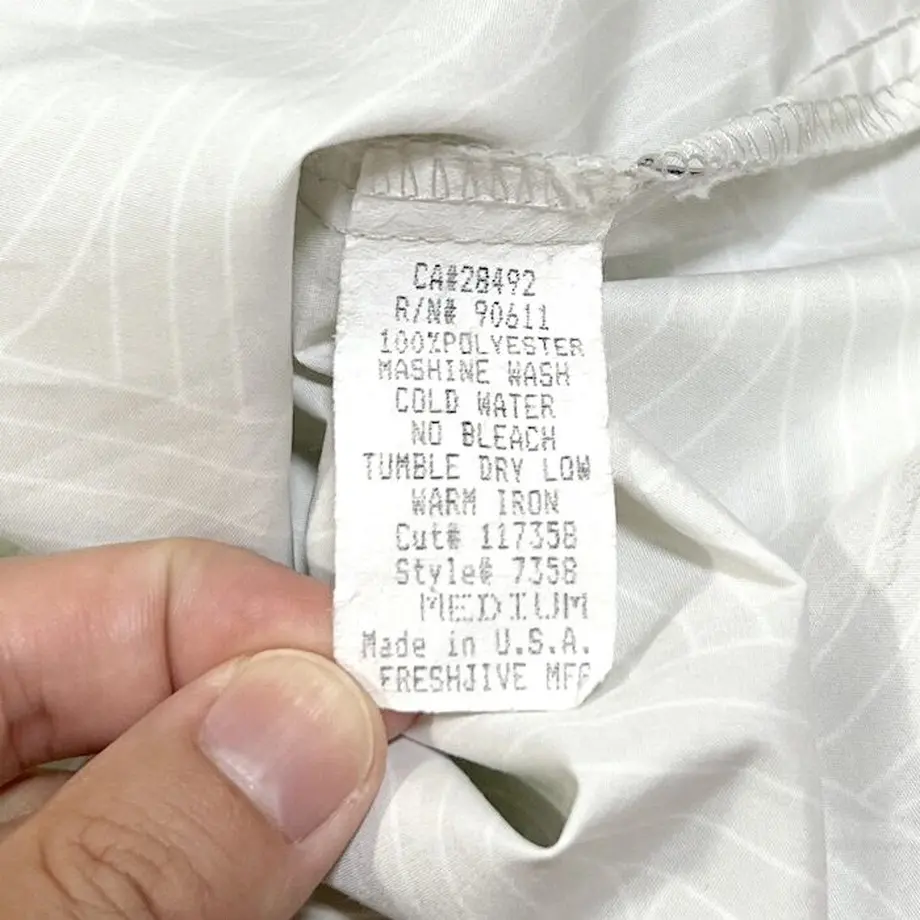 CA#28492
R/N# 90611
100%POLYESTER
MASHINE WASH
COLD WATER
NO BLEACH
TUMBLE DRY LOW
WARM IRON
Cut# 117358
Style# 7358
MEDIUM
Made in U.S.A.
FRESHJIVE MFG